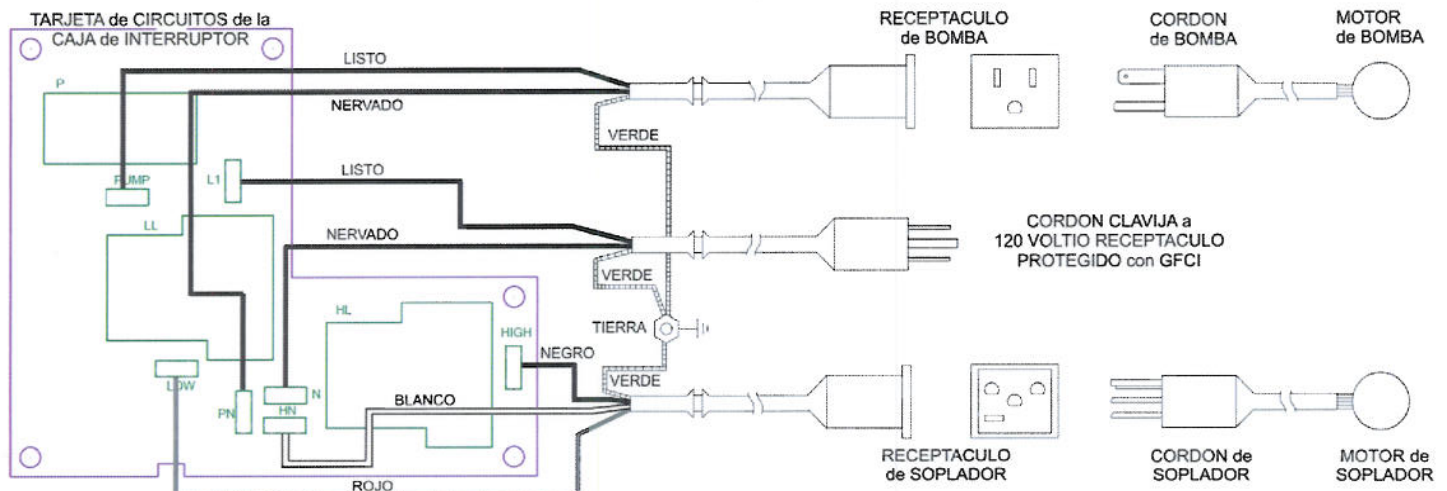 TARJETA de CIRCUITOS de la
CAJA de INTERRUPTOR
RECEPTACULO
de BOMBA
CORDON
de BOMBA
MOTOR
de BOMBA
LISTO
P
NERVADO
VERDE
PUMP
L1
LISTO
LL
NERVADO
CORDON CLAVIJA a
120 VOLTIO RECEPTACULO
PROTEGIDO con GFCI
VERDE
HL
HIGH
TIERRA
NEGRO
LOW
VERDE
N
PN
HN
BLANCO
RECEPTACULO
de SOPLADOR
CORDON de
SOPLADOR
MOTOR de
SOPLADOR
ROJO